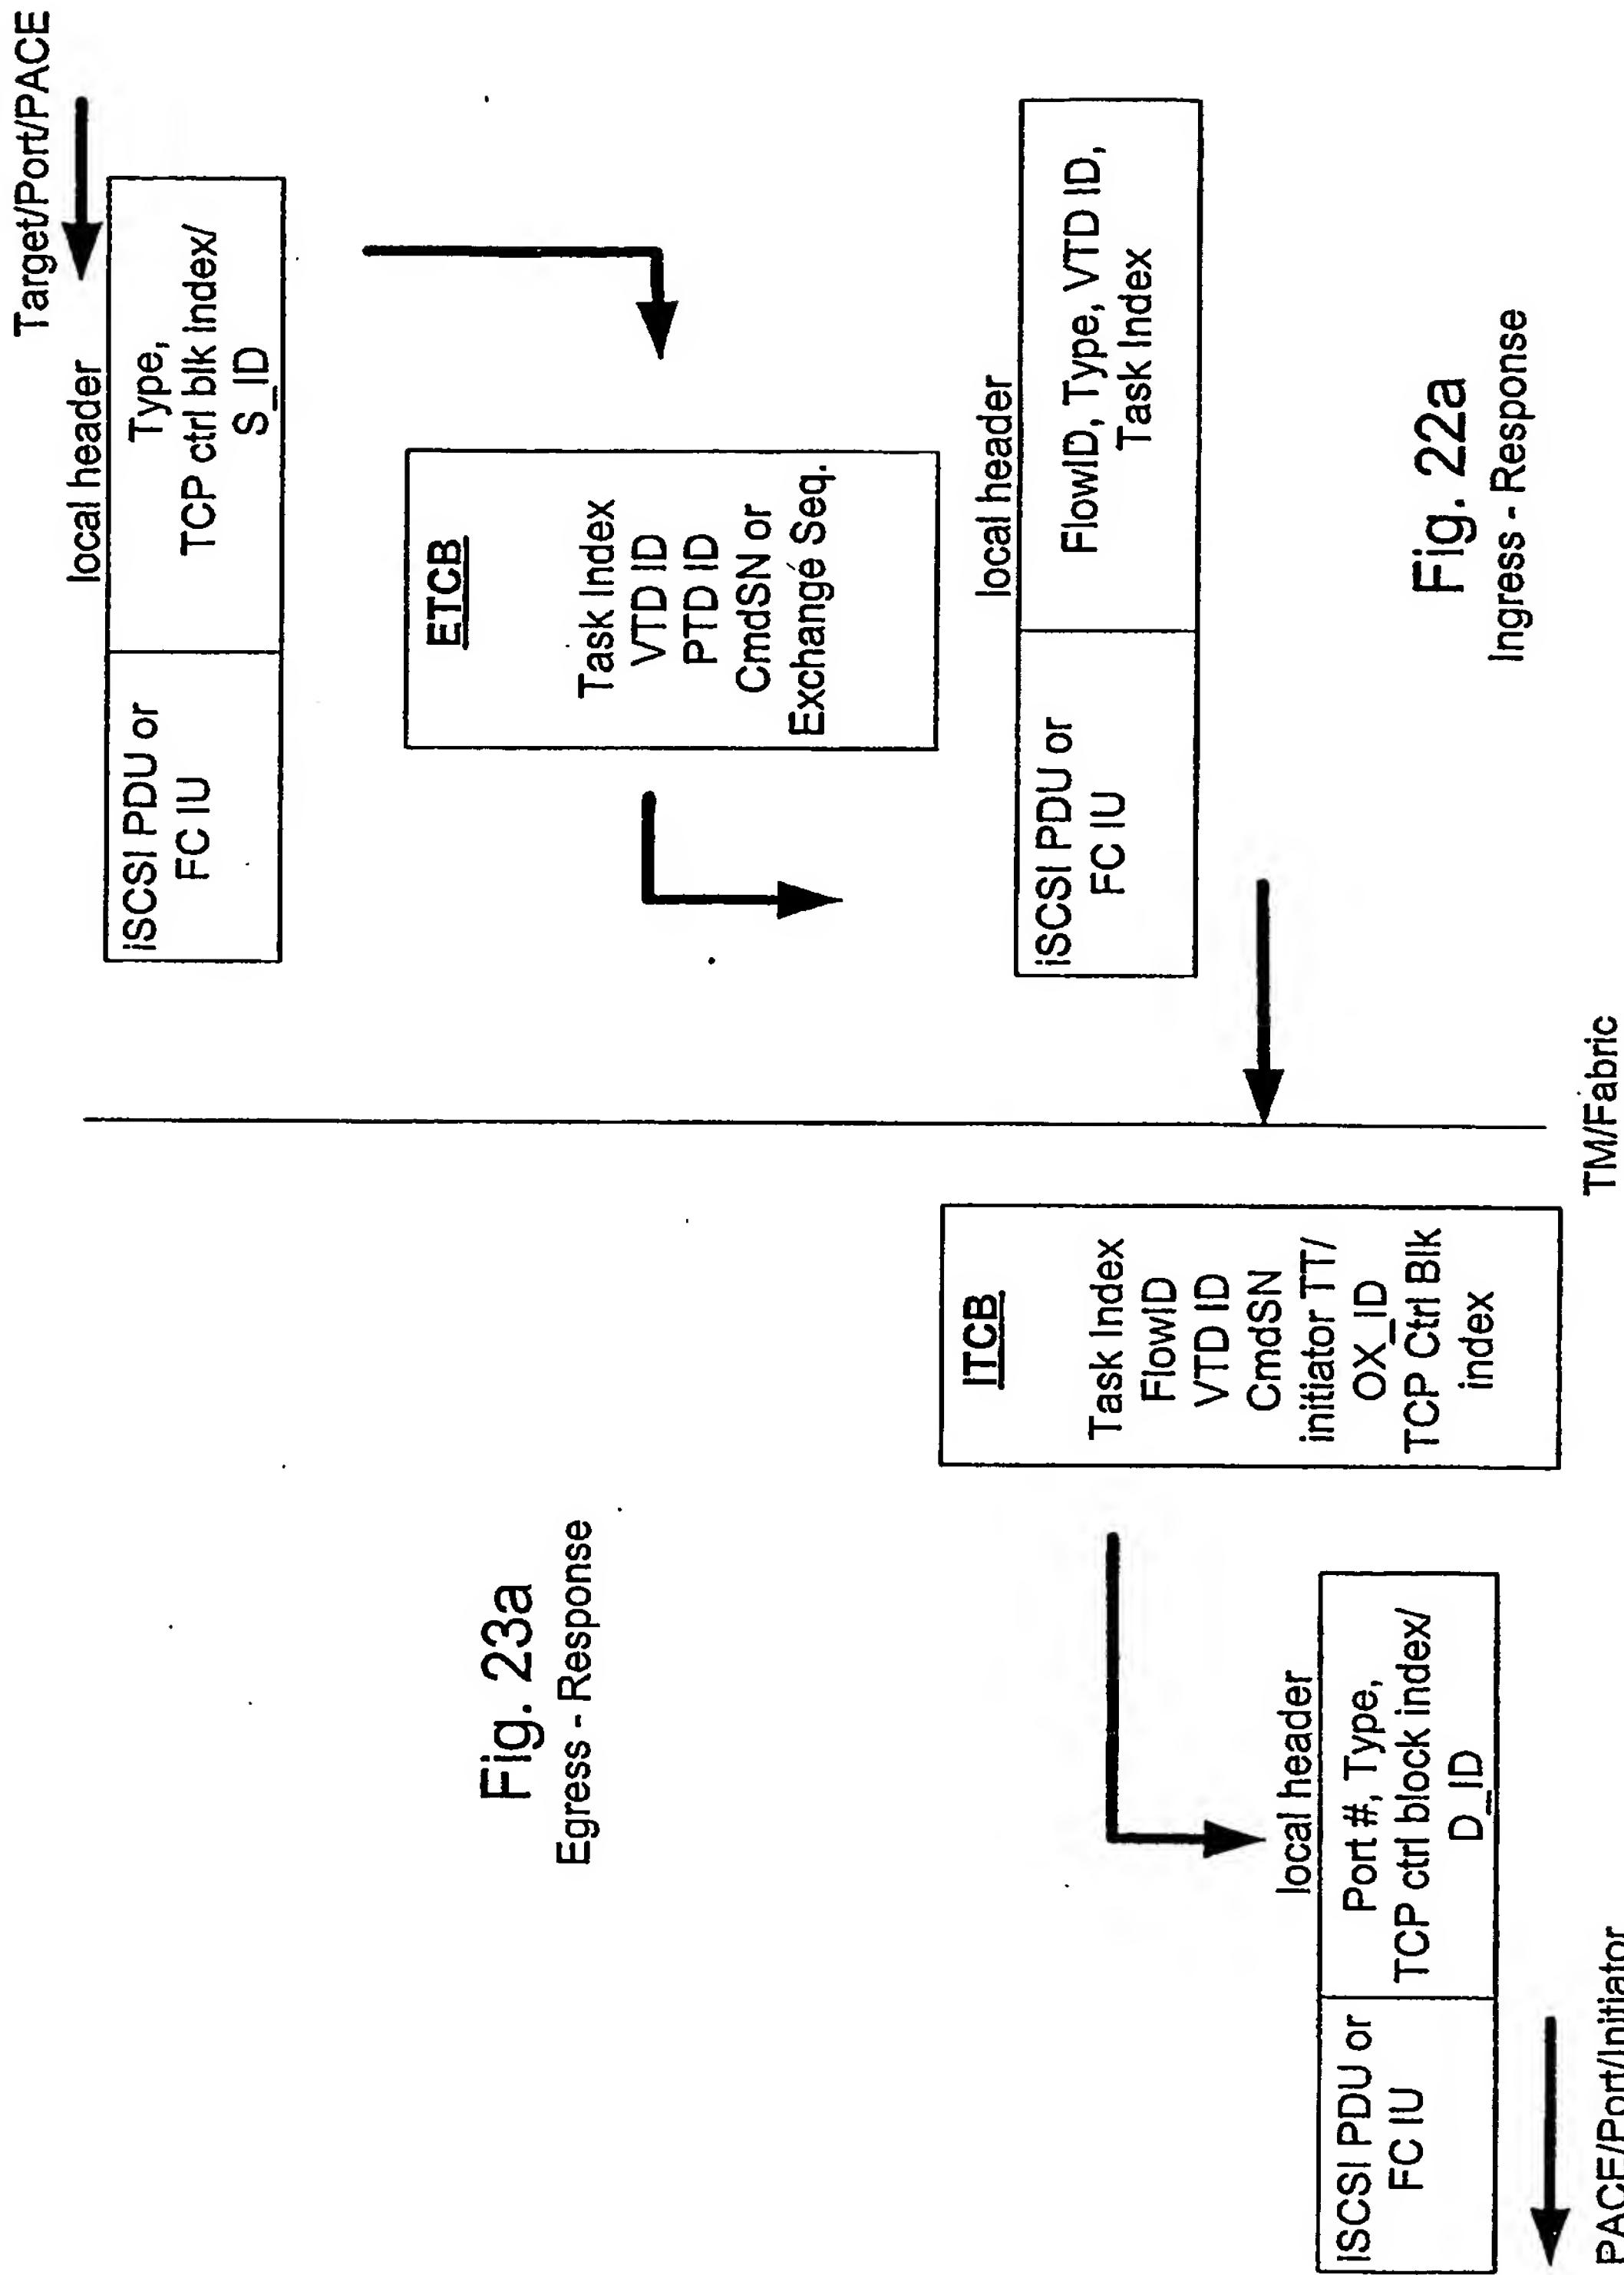 Target/Port/PACE
local header
iSCSI PDU or
FC IU
Type,
TCP ctrl blk index/
S_ID
ETCB
Task Index
VTD ID
PTD ID
CmdSN or
Exchange Seq.
local header
iSCSI PDU or
FC IU
FlowID, Type, VTD ID,
Task Index
Fig. 22a
Ingress - Response
TM/Fabric
Fig. 23a
Egress - Response
ITCB
Task Index
FlowID
VTD ID
CmdSN
initiator TT/
OX_ID
TCP Ctrl Blk
index
local header
iSCSI PDU or
FC IU
Port #, Type,
TCP ctrl block index/
D_ID
PACE/Port/Initiator